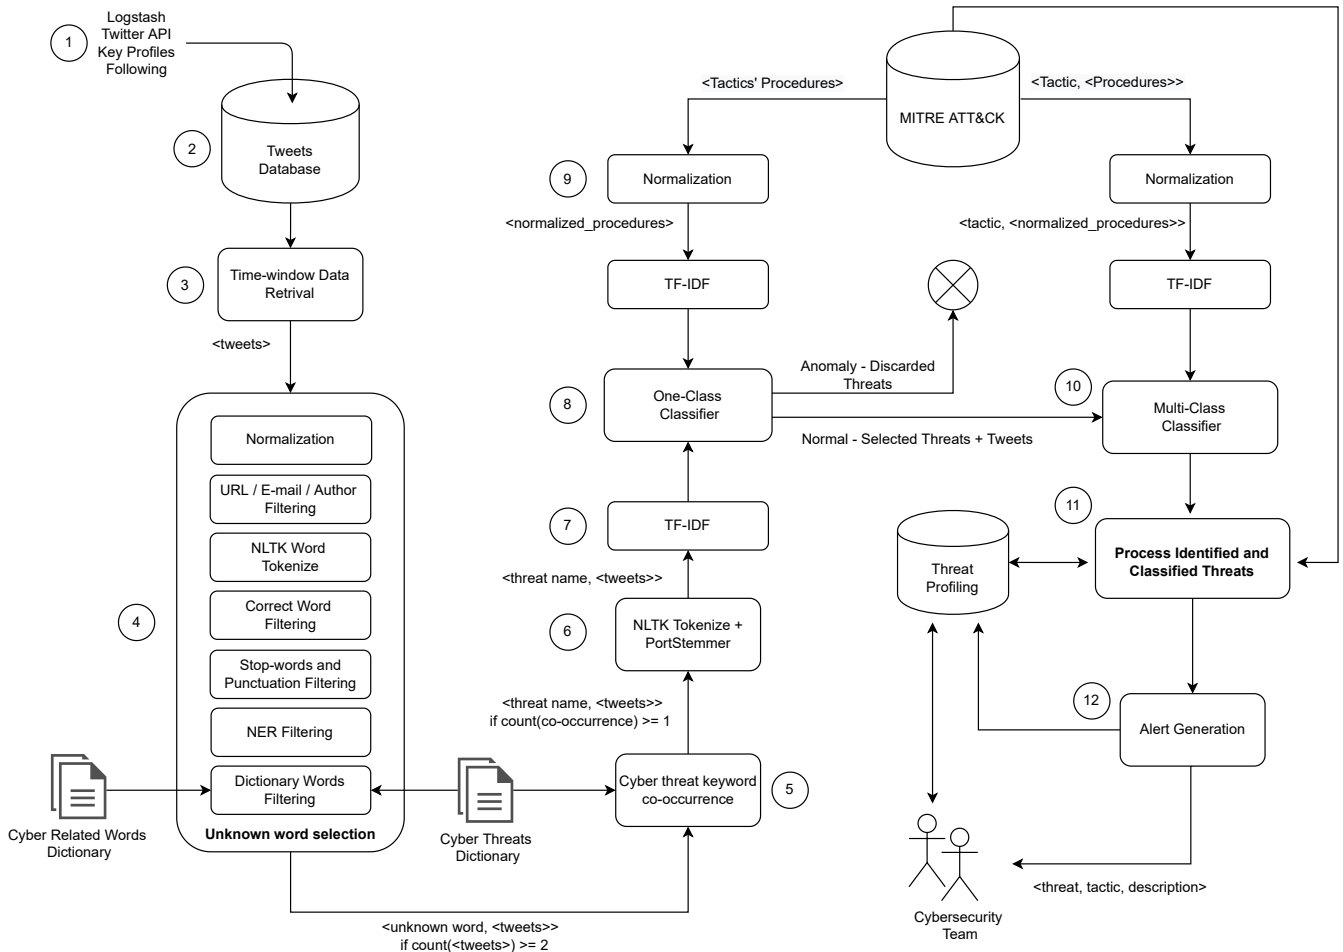 1
Logstash
Twitter API
Key Profiles
Following
2
Tweets
Database
3
Time-window Data
Retrival
<tweets>
4
Normalization
URL / E-mail / Author
Filtering
NLTK Word
Tokenize
Correct Word
Filtering
Stop-words and
Punctuation Filtering
NER Filtering
Dictionary Words
Filtering
Unknown word selection
Cyber Related Words
Dictionary
Cyber Threats
Dictionary
<unknown word, <tweets>>
if count(<tweets>) >= 2
Cyber threat keyword
co-occurrence
5
<threat name, <tweets>>
if count(co-occurrence) >= 1
6
NLTK Tokenize +
PortStemmer
<threat name, <tweets>>
7
TF-IDF
8
One-Class
Classifier
9
Normalization
<normalized_procedures>
TF-IDF
<Tactics' Procedures>
MITRE ATT&CK
<Tactic, <Procedures>>
Normalization
<tactic, <normalized_procedures>>
TF-IDF
Anomaly - Discarded
Threats
Normal - Selected Threats + Tweets
10
Multi-Class
Classifier
11
Process Identified and
Classified Threats
Threat
Profiling
12
Alert Generation
<threat, tactic, description>
Cybersecurity
Team